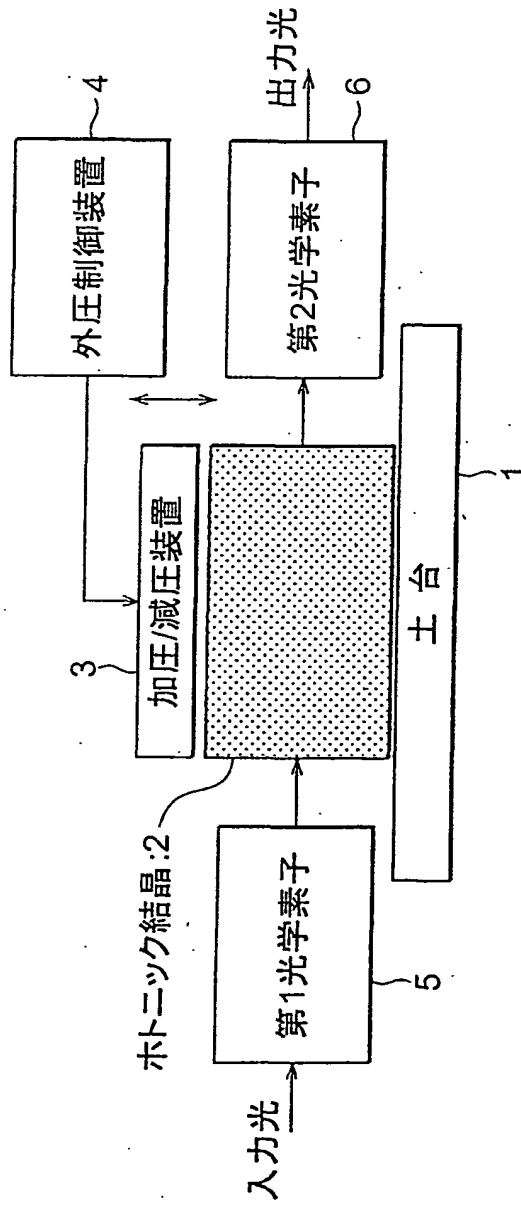 外圧制御装置
4
3
加圧/減圧装置
出力光
6
第2光学素子
ホトニック結晶:2
第1光学素子
5
入力光
土台
1